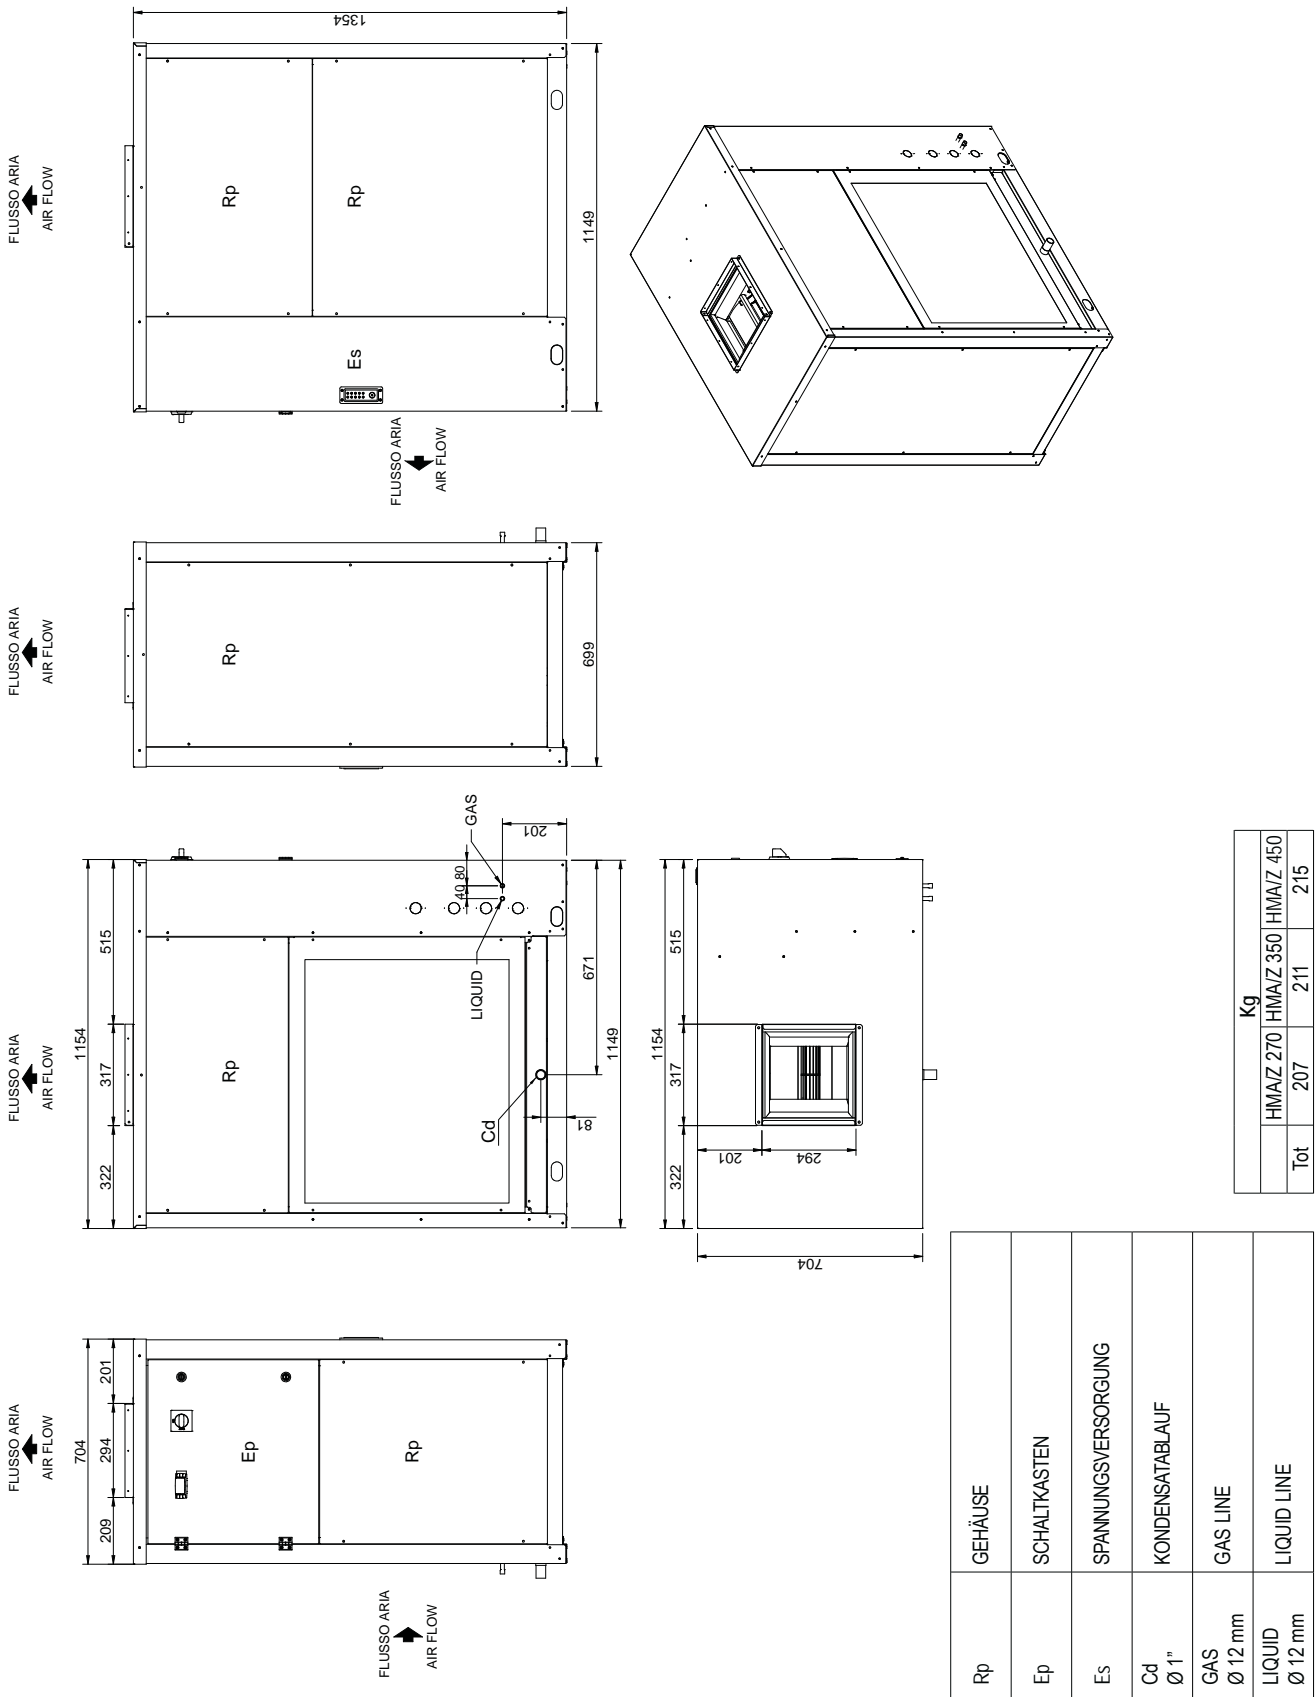 FLUSSO ARIA
AIR FLOW
1354
Rp
Rp
Es
1149
FLUSSO ARIA
AIR FLOW
FLUSSO ARIA
AIR FLOW
Rp
699
FLUSSO ARIA
AIR FLOW
1154
515
317
322
Rp
GAS
LIQUID
201
40
80
671
Cd
81
1149
1154
515
317
322
201
294
704
FLUSSO ARIA
AIR FLOW
704
201
294
209
Ep
Rp
FLUSSO ARIA
AIR FLOW
Kg
HMA/Z 270 HMA/Z 350 HMA/Z 450
Tot 207 211 215
Rp GEHÄUSE
Ep SCHALTKASTEN
Es SPANNUNGSVERSORGUNG
Cd KONDENSATABLAUF
Ø 1"
GAS GAS LINE
Ø 12 mm
LIQUID LIQUID LINE
Ø 12 mm